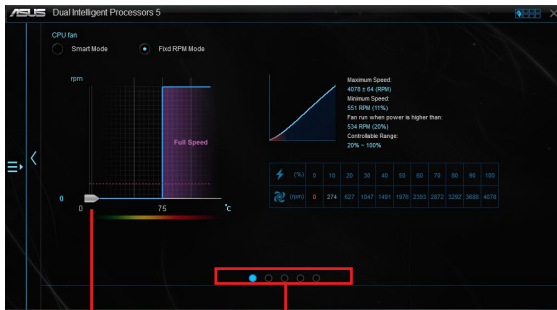 ASUS Dual Intelligent Processors 5
CPU fan
Smart Mode
Fixd RPM Mode
rpm
Full Speed
0
0
75
°C
Maximum Speed:
4078 ± 64 (RPM)
Minimum Speed:
551 RPM (11%)
Fan run when power is higher than:
534 RPM (20%)
Controllable Range:
20% ~ 100%
(%) 0 10 20 30 40 50 60 70 80 90 100
(rpm) 0 274 627 1047 1491 1976 2393 2872 3292 3688 4078